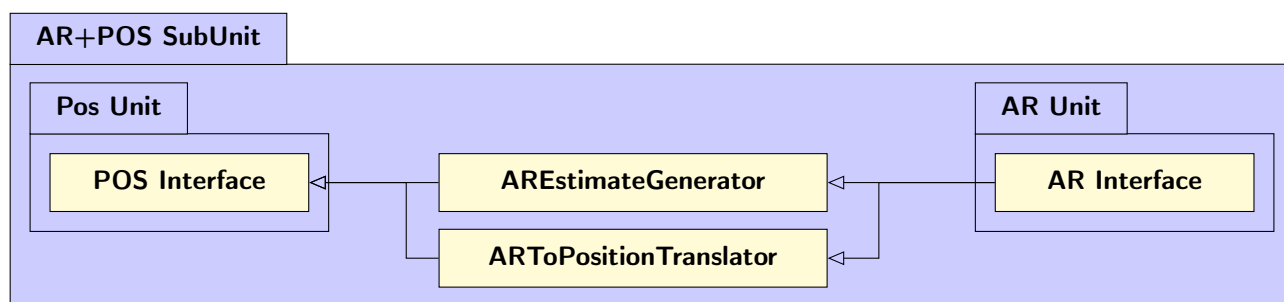 AR+POS SubUnit
Pos Unit
AR Unit
POS Interface
AREstimateGenerator
AR Interface
ARToPositionTranslator